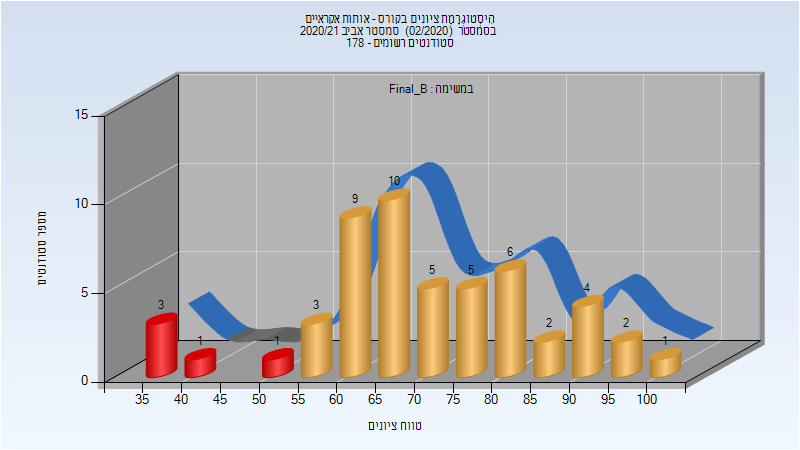 היסטוגרמת ציונים בקורס - אותות אקראיים
בסמסטר (02/2020) סמסטר אביב 2020/21
סטודנטים רשומים - 178
במשימה : Final_B
מספר סטודנטים
15
10
5
0
3
1
1
3
9
10
5
5
6
2
4
2
1
35 40 45 50 55 60 65 70 75 80 85 90 95 100
טווח ציונים